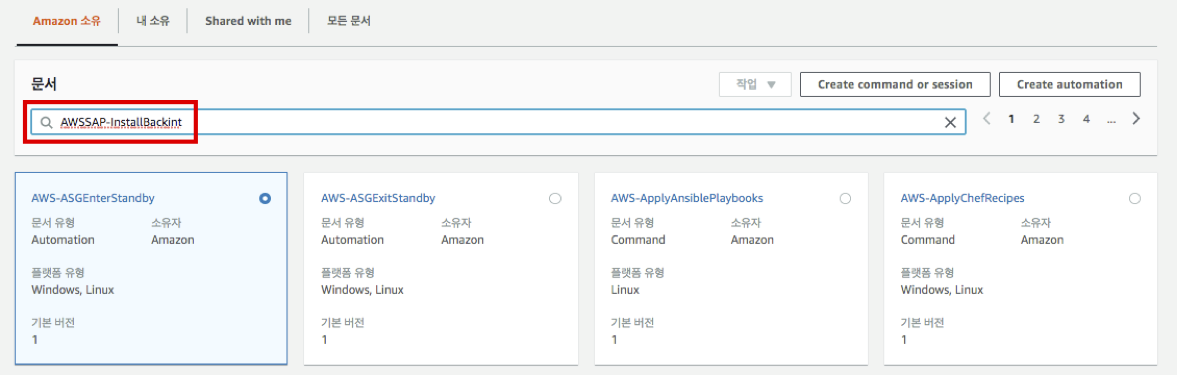 Amazon 소유 내 소유 Shared with me 모든 문서
문서 작업 Create command or session Create automation
AWSSAP-InstallBackint 1 2 3 4 ...
AWS-ASGEnterStandby AWS-ASGExitStandby AWS-ApplyAnsiblePlaybooks AWS-ApplyChefRecipes
문서 유형 소유자 문서 유형 소유자 문서 유형 소유자 문서 유형 소유자
Automation Amazon Automation Amazon Command Amazon Command Amazon
플랫폼 유형 플랫폼 유형 플랫폼 유형 플랫폼 유형
Windows, Linux Windows, Linux Linux Windows, Linux
기본 버전 기본 버전 기본 버전 기본 버전
1 1 1 1